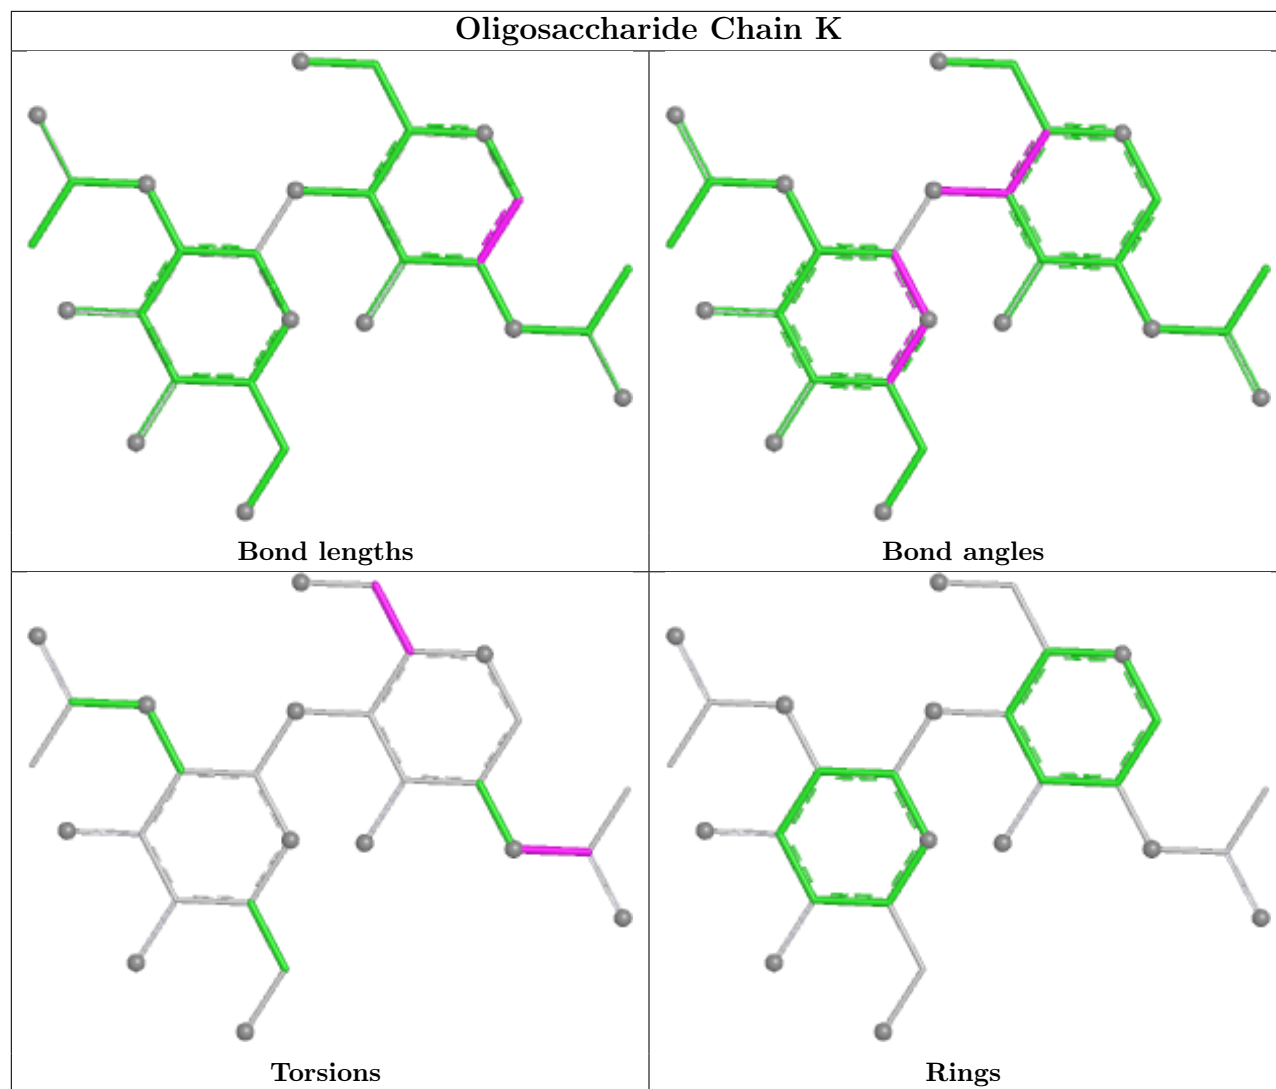 Oligosaccharide Chain K
Bond lengths
Bond angles
Torsions
Rings